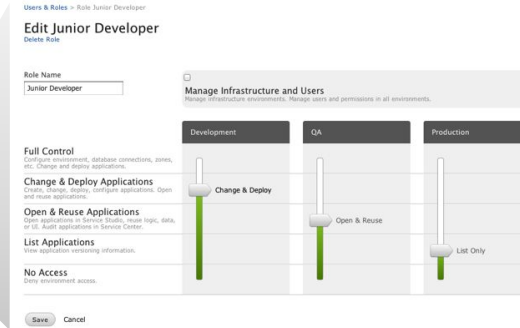 Users & Roles > Role Junior Developer
Edit Junior Developer
Delete Role
Role Name
Junior Developer
Manage Infrastructure and Users
Manage infrastructure environments. Manage users and permissions in all environments.
Development
QA
Production
Full Control
Configure environment, database connections, zones,
etc. Change and deploy applications.
Change & Deploy Applications
Create, change, deploy, configure applications. Open
and reuse applications.
Change & Deploy
Open & Reuse Applications
Open applications in Service Studio, reuse logic, data,
or UI. Audit applications in Service Center.
Open & Reuse
List Applications
View application versioning information.
List Only
No Access
Deny environment access.
Save
Cancel